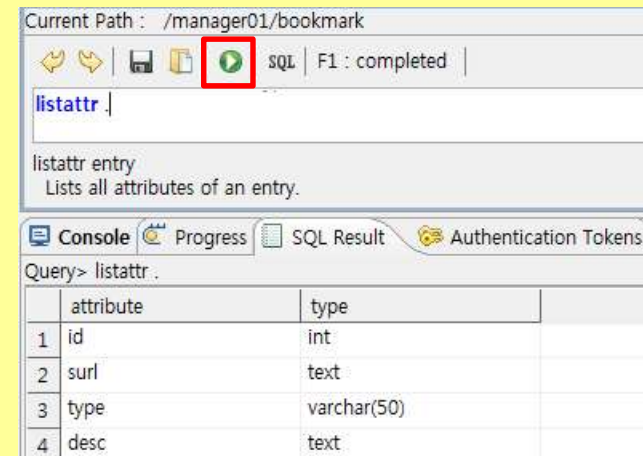 Current Path : /manager01/bookmark
SQL | F1 : completed |
listattr .
listattr entry
Lists all attributes of an entry.
Console Progress SQL Result Authentication Tokens
Query> listattr .
attribute type
1 id int
2 surl text
3 type varchar(50)
4 desc text